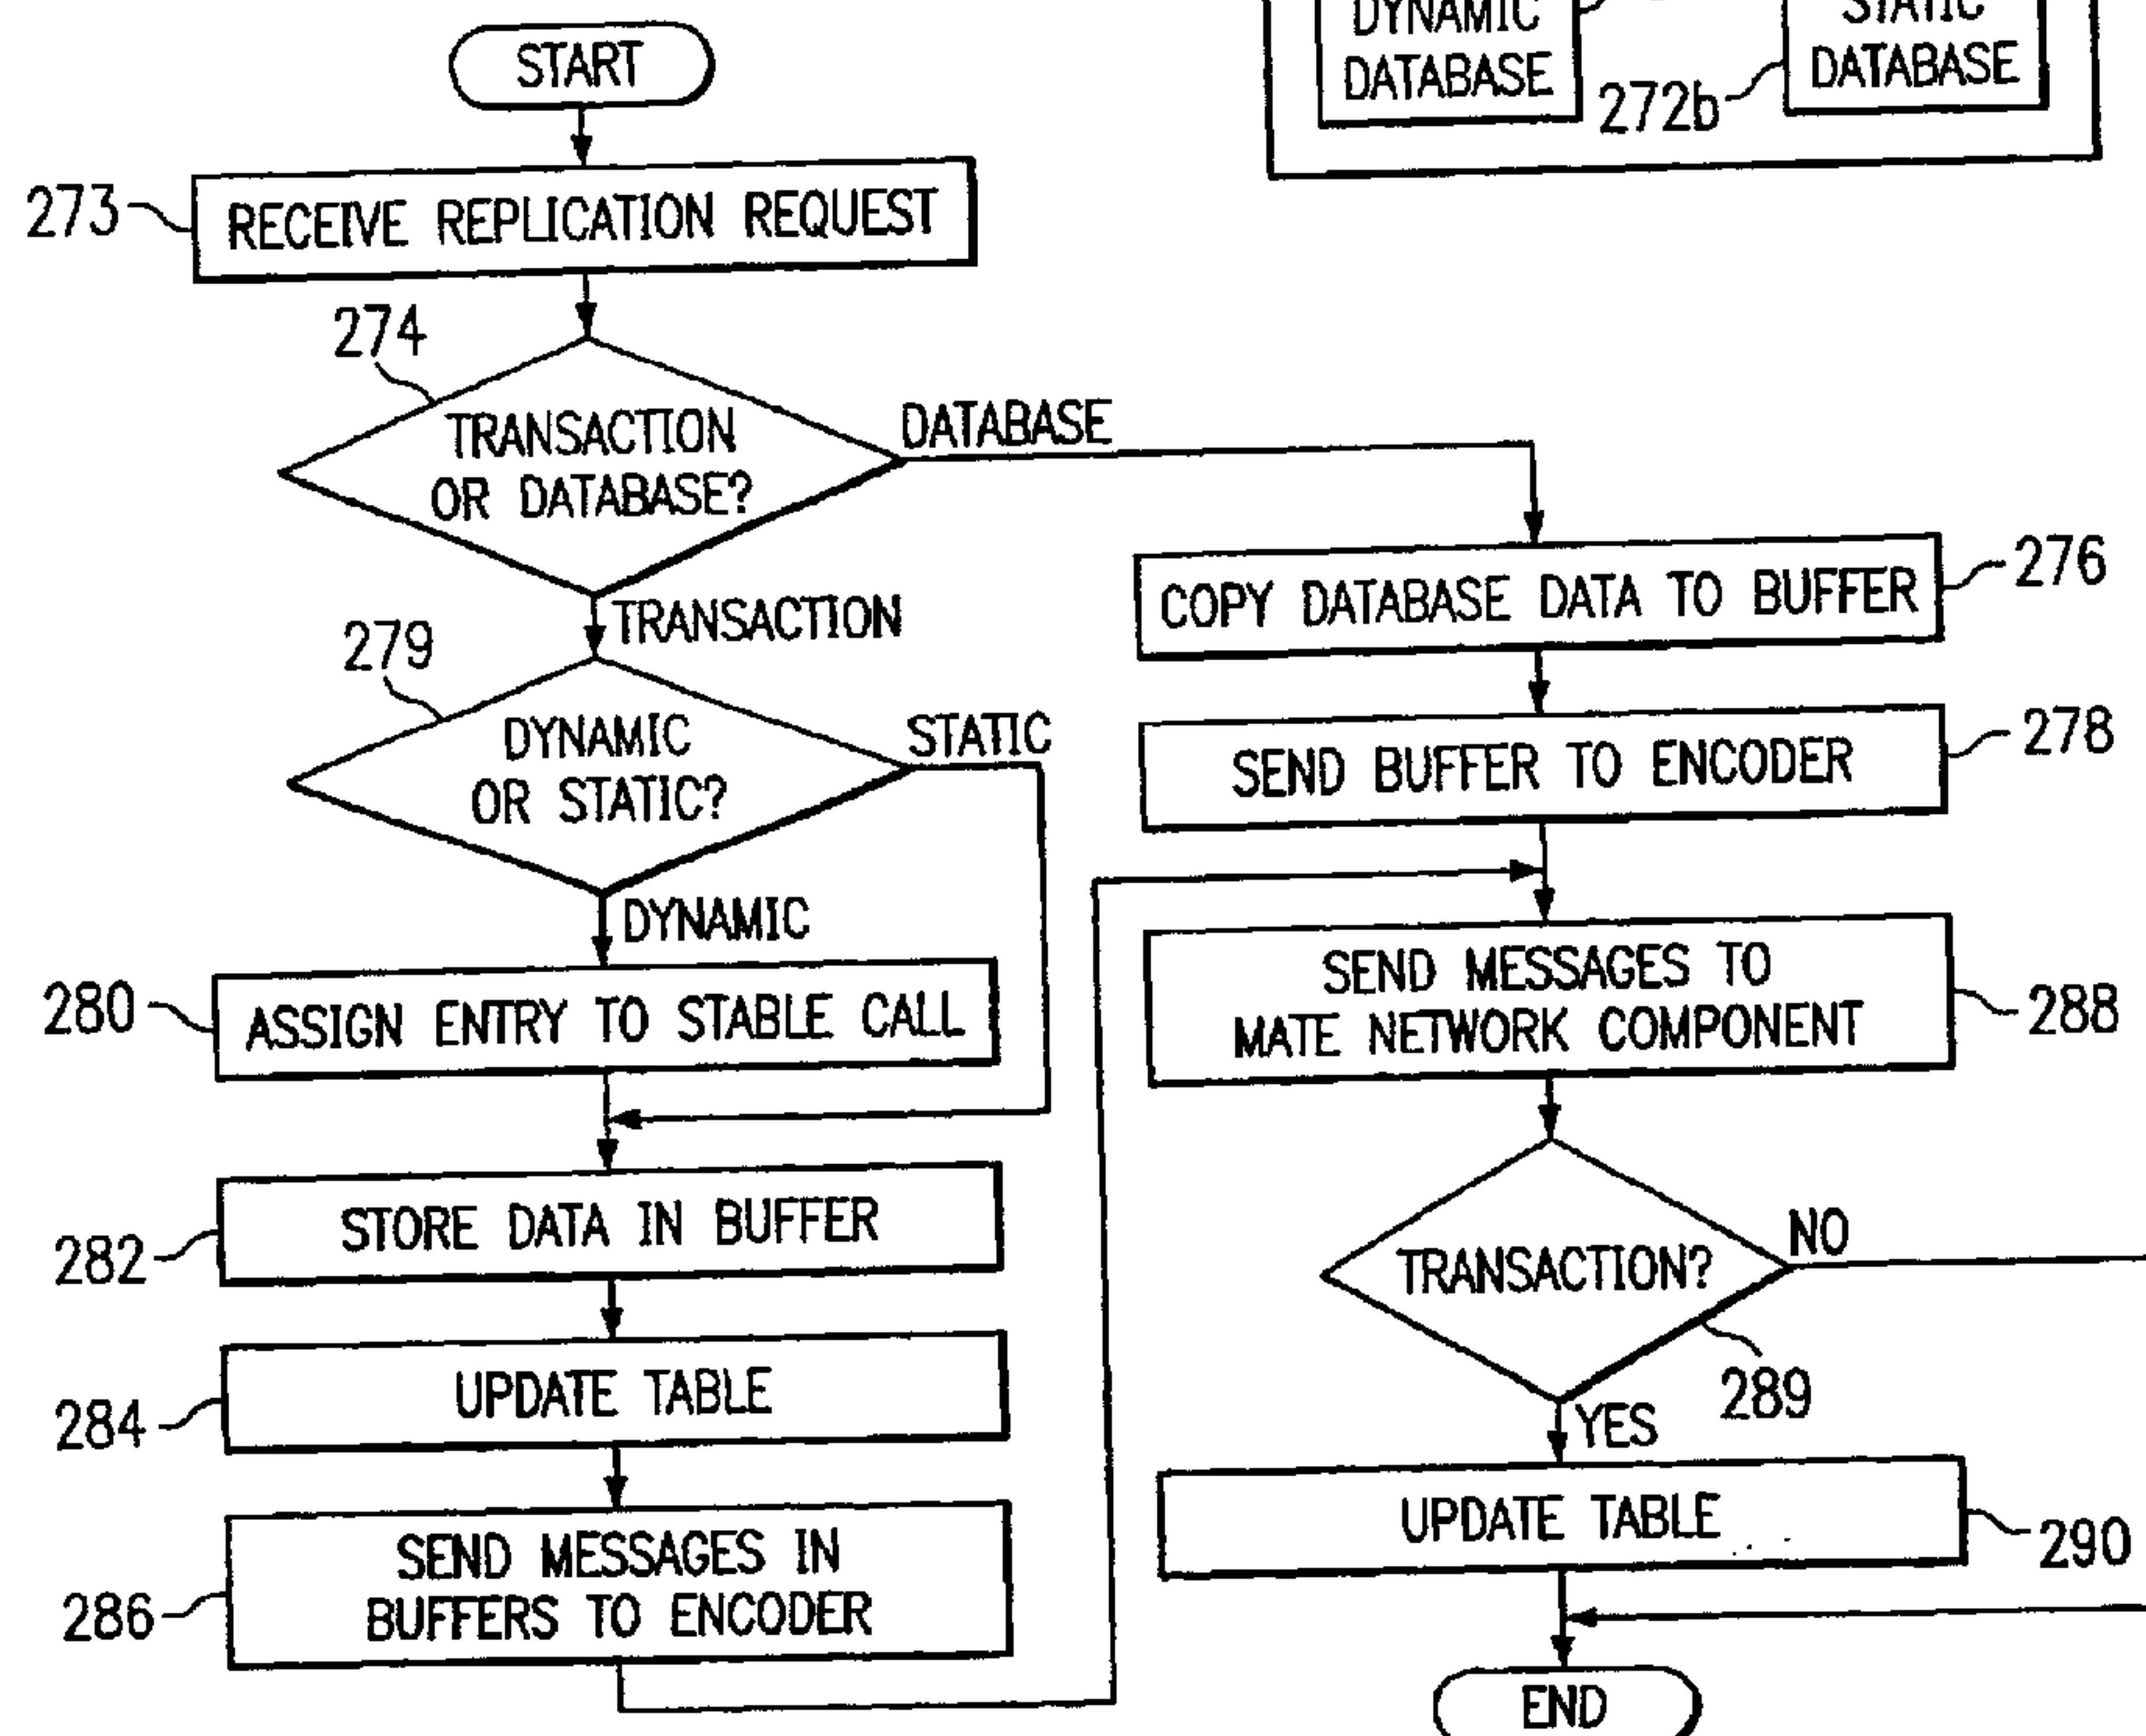 START
273
RECEIVE REPLICATION REQUEST
274
TRANSACTION
OR DATABASE?
DATABASE
TRANSACTION
279
DYNAMIC
OR STATIC?
STATIC
DYNAMIC
280
ASSIGN ENTRY TO STABLE CALL
282
STORE DATA IN BUFFER
284
UPDATE TABLE
286
SEND MESSAGES IN
BUFFERS TO ENCODER
DYNAMIC
DATABASE
272b
STATIC
DATABASE
COPY DATABASE DATA TO BUFFER
276
SEND BUFFER TO ENCODER
278
SEND MESSAGES TO
MATE NETWORK COMPONENT
288
TRANSACTION?
NO
289
YES
UPDATE TABLE
290
END